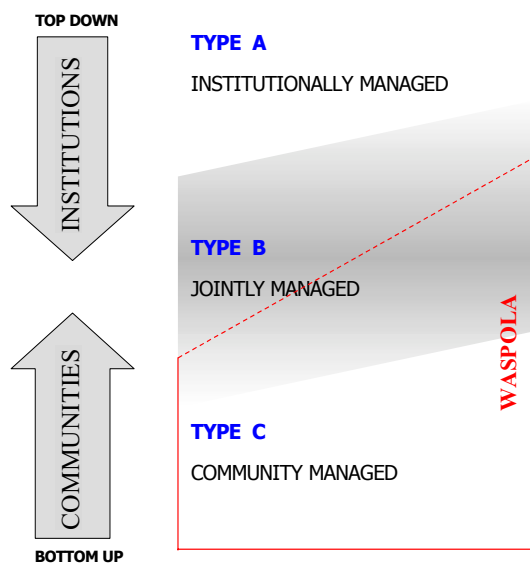 TOP DOWN
INSTITUTIONS
TYPE A
INSTITUTIONALLY MANAGED
TYPE B
JOINTLY MANAGED
WASPOLA
COMMUNITIES
TYPE C
COMMUNITY MANAGED
BOTTOM UP